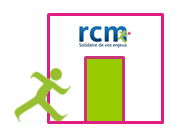 rcm
Solidaire de vos enjeux